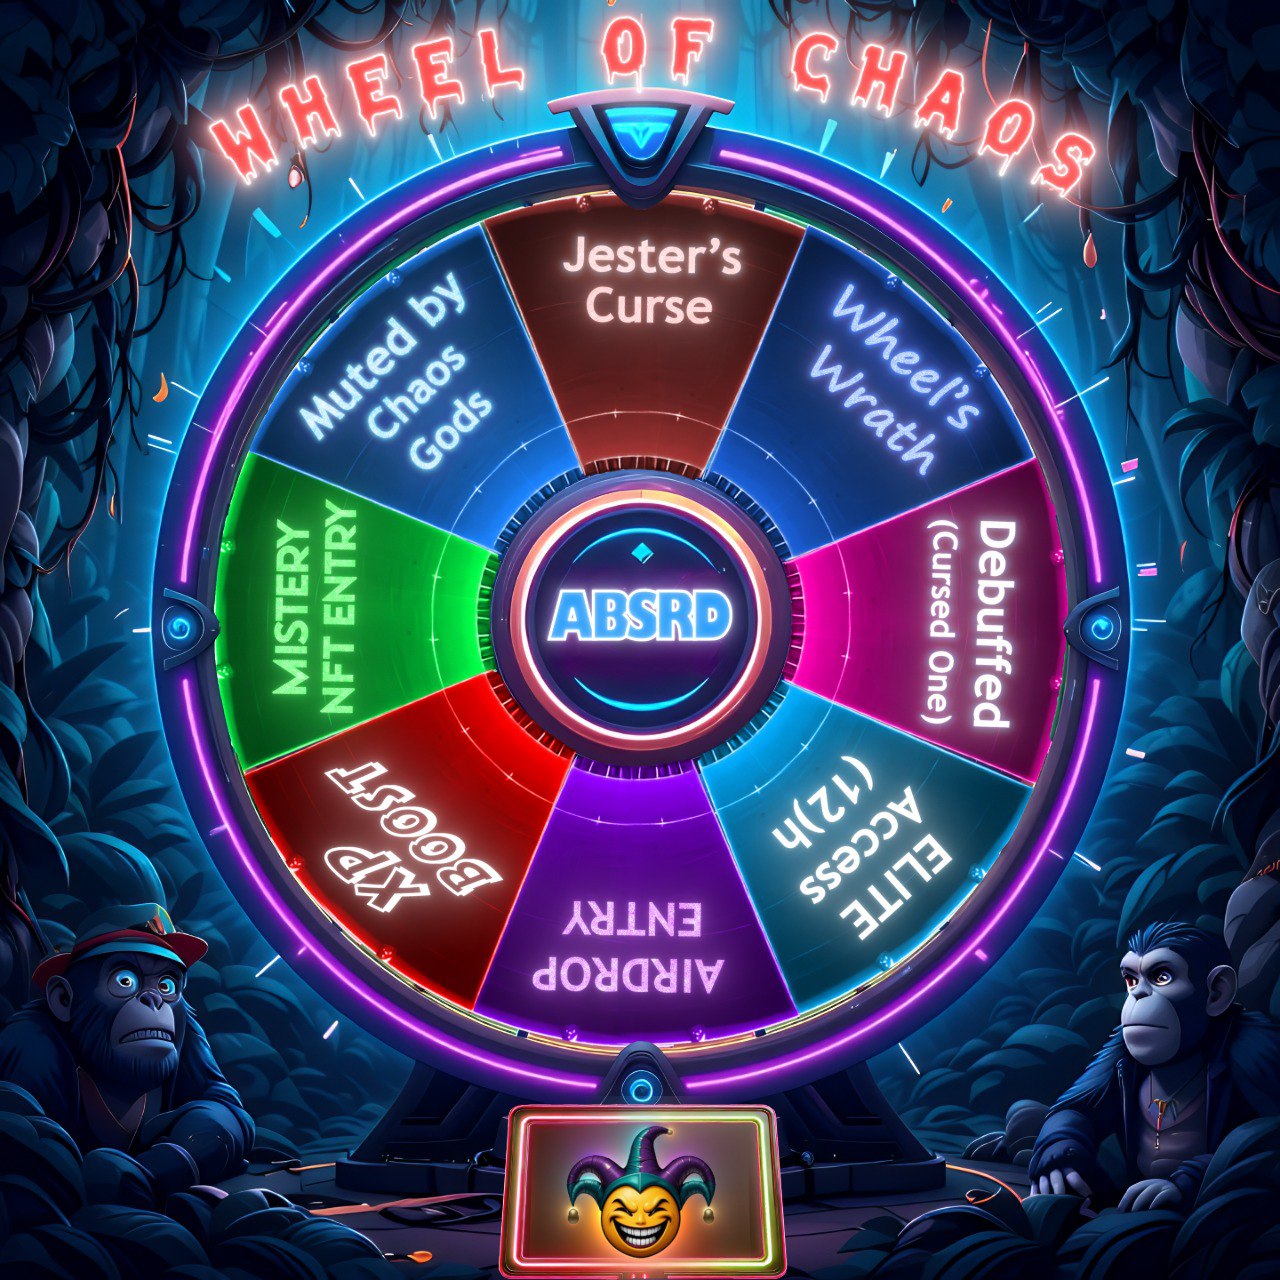 WHEEL OF CHAOS
Jester's
Curse
Wheel's
Wrath
Debuffed
(Cursed One)
ELITE
Access
(12)h
AIRDROP
ENTRY
XP
BOOST
MISTERY
NFT ENTRY
Muted by
Chaos
Gods
ABSRD